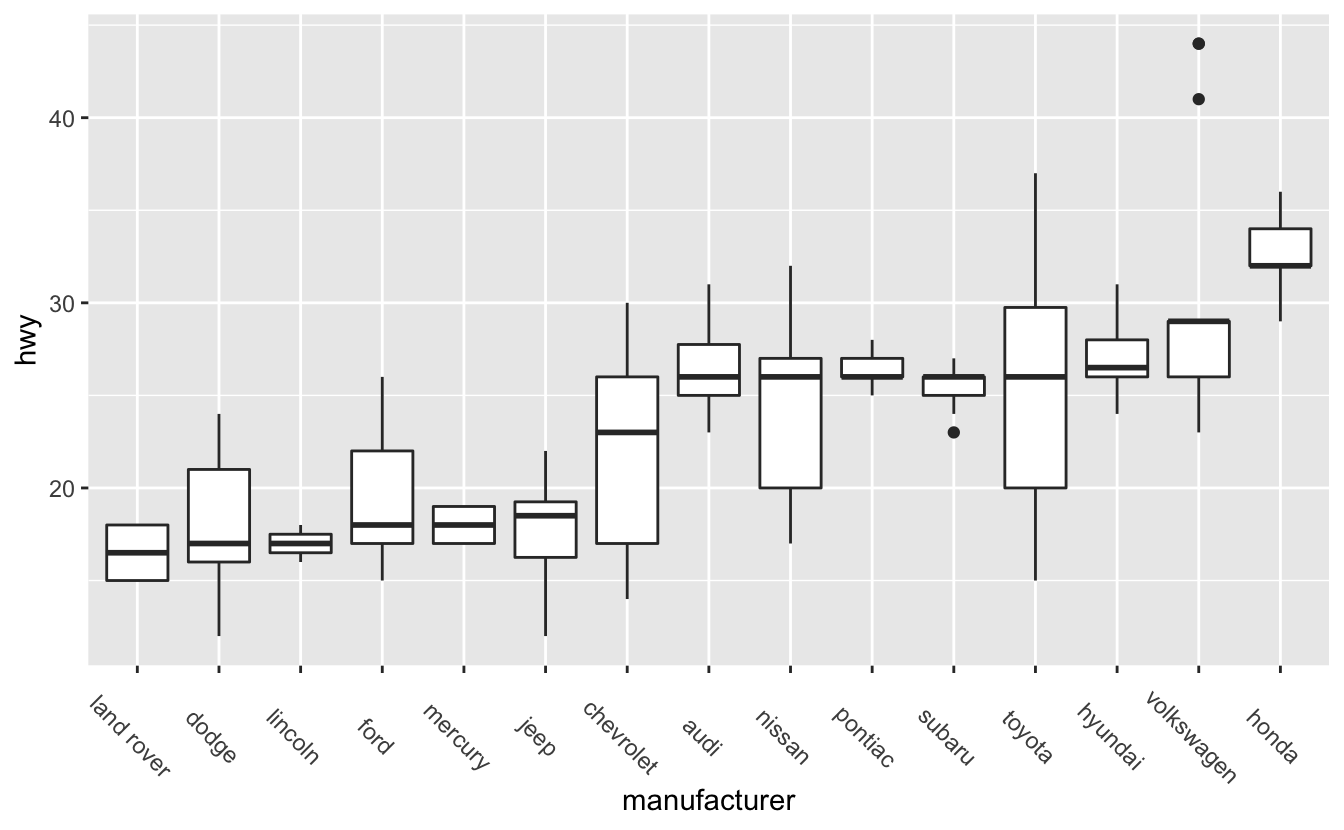 hwy
40
30
20
land rover
dodge
lincoln
ford
mercury
jeep
chevrolet
audi
nissan
pontiac
subaru
toyota
hyundai
volkswagen
honda
manufacturer